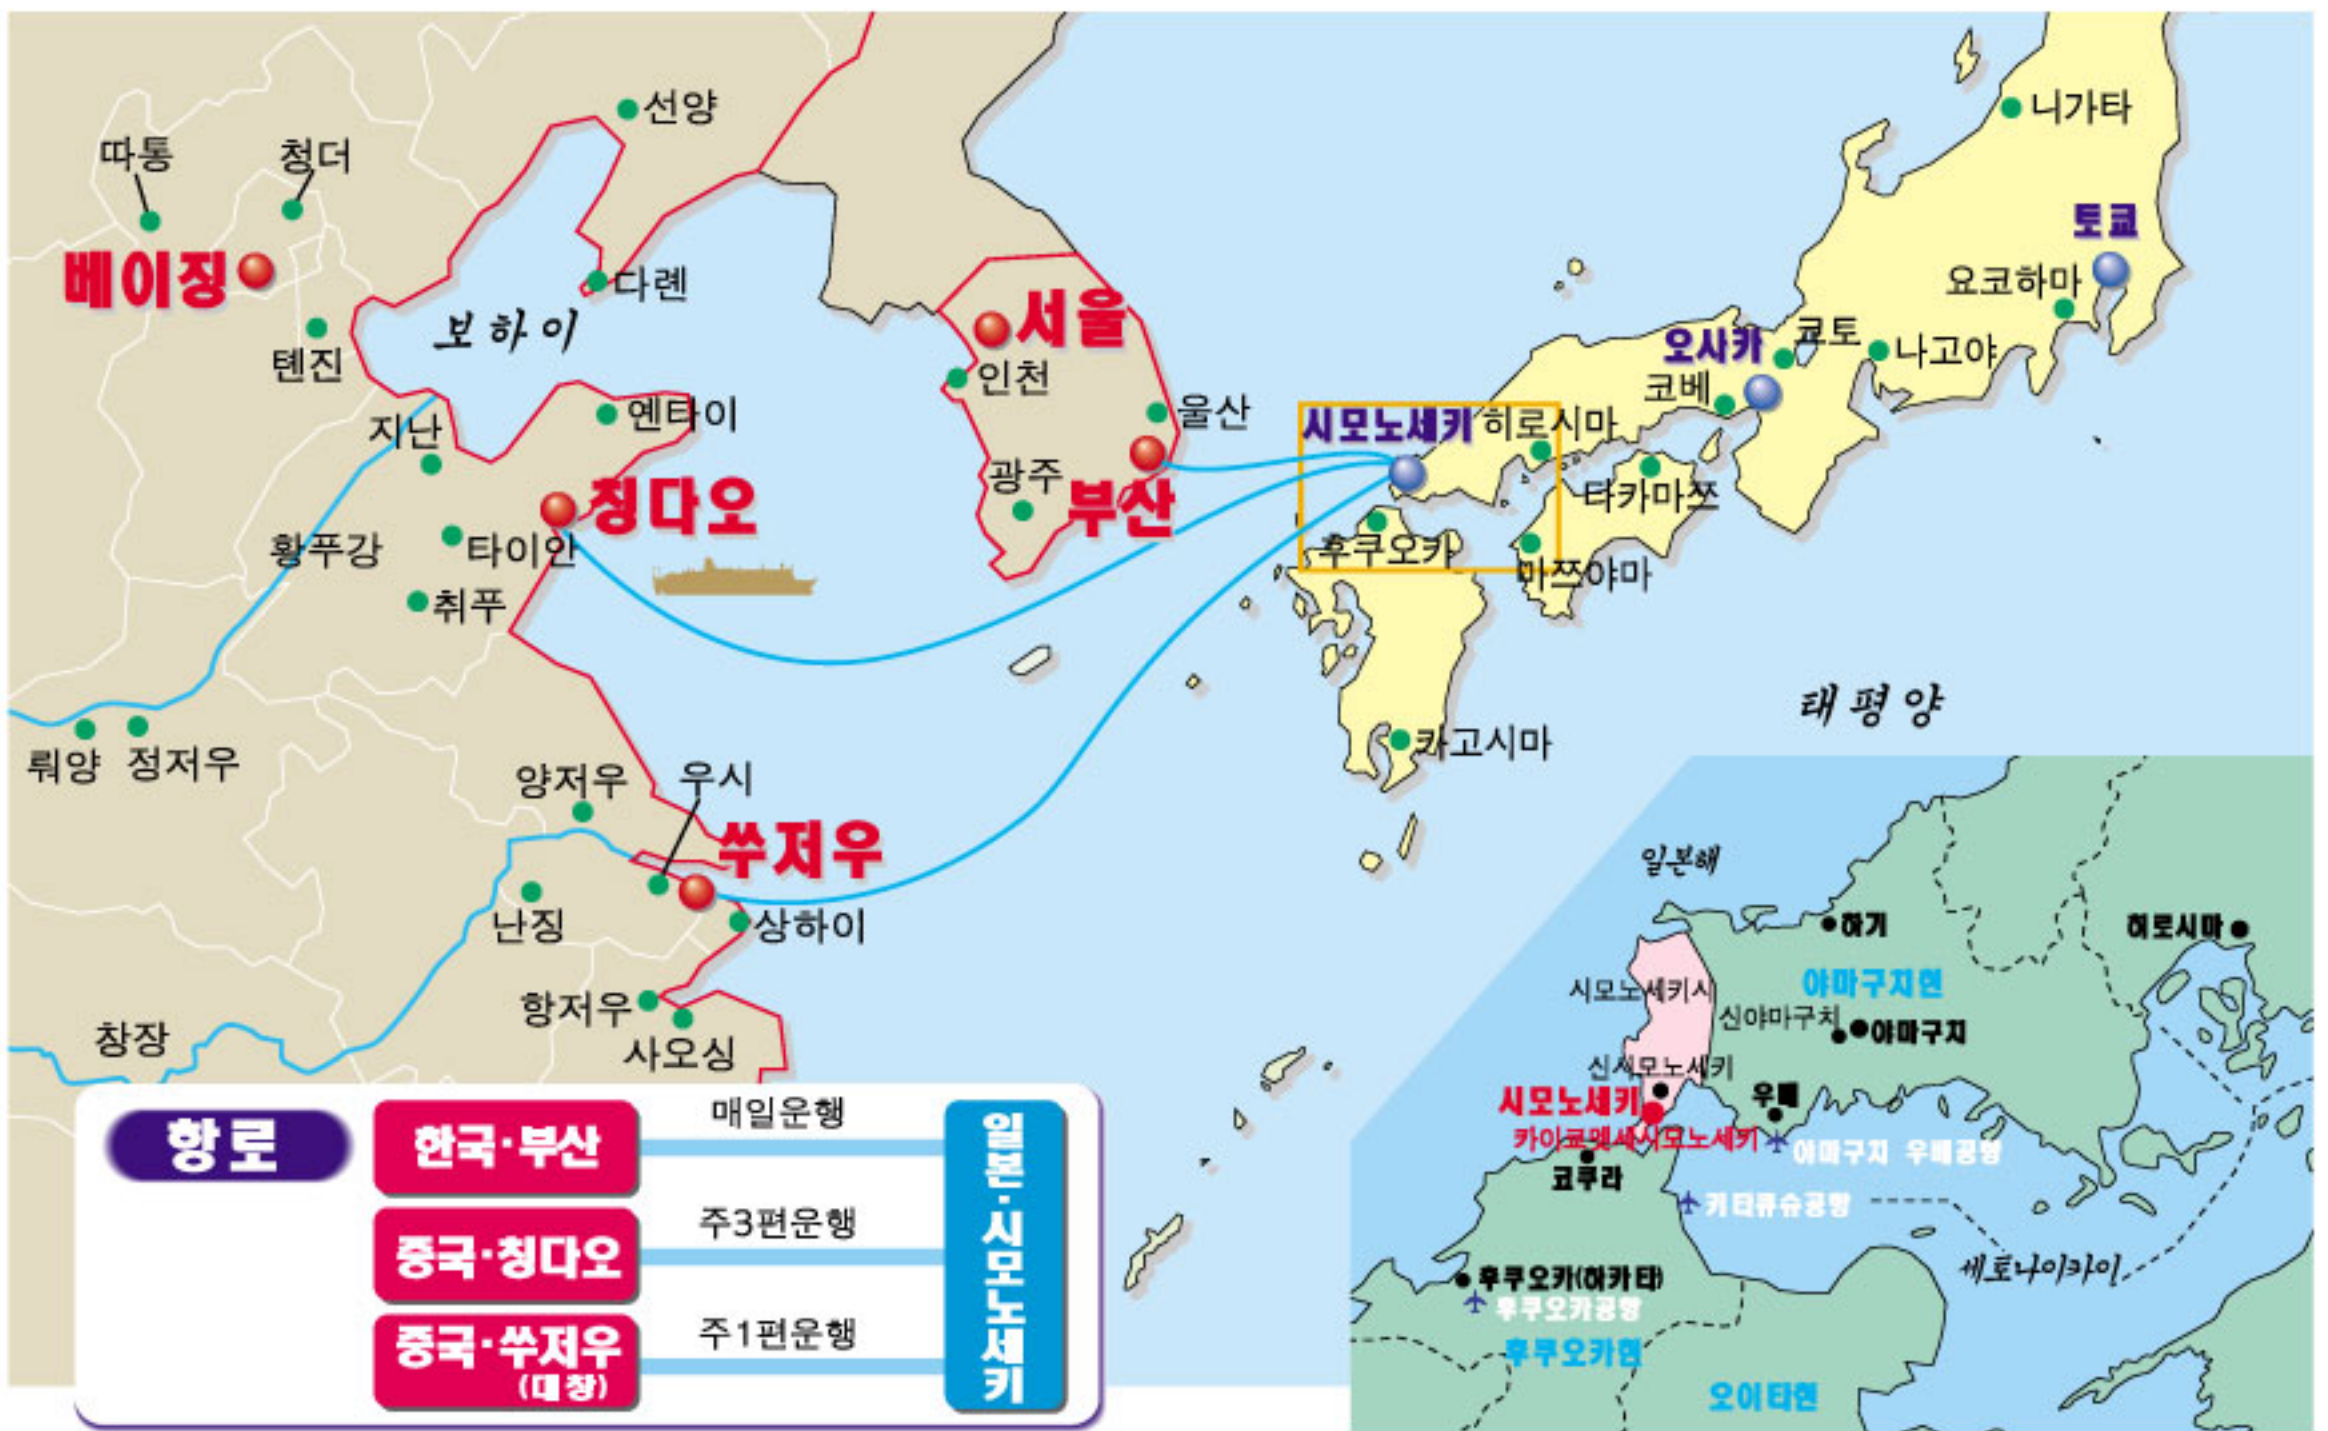 선양
니가타
따통
청더
토쿄
베이징
다롄
요코하마
보하이
서울
톈진
오사카
쿄토
나고야
인천
코베
지난
옌타이
울산
시모노세키
히로시마
광주
칭다오
부산
타카마쯔
황푸강
타이안
후쿠오카
마쯔야마
취푸
태평양
뤄양
정저우
카고시마
양저우
우시
쑤저우
난징
상하이
항저우
창장
사오싱
일본해
하기
히로시마
시모노세키시
야마구치현
신야마구치
야마구치
신시모노세키
시모노세키
우베
카이쿄멧세시모노세키
야마구치 우베공항
코쿠라
키타큐슈공항
세토나이카이
후쿠오카(하카타)
후쿠오카공항
후쿠오카현
오이타현
항로
한국·부산
매일운행
중국·칭다오
주3편운행
중국·쑤저우
(대창)
주1편운행
일본·시모노세키